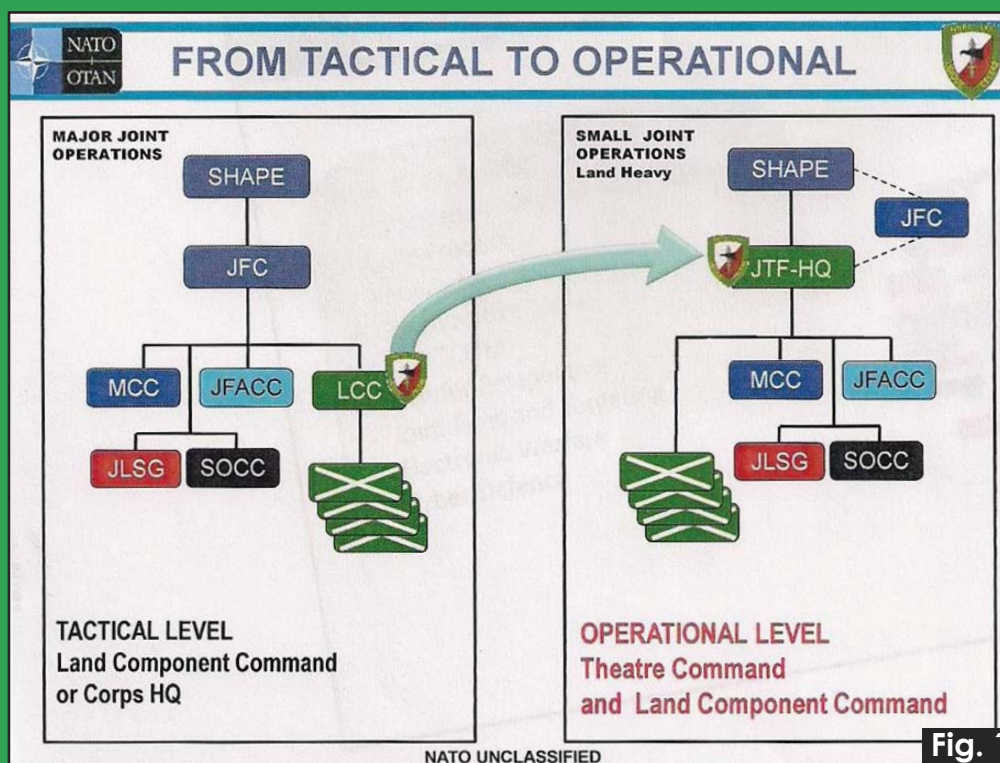 NATO
OTAN
FROM TACTICAL TO OPERATIONAL
MAJOR JOINT
OPERATIONS
SHAPE
JFC
MCC
JFACC
LCC
JLSG
SOCC
TACTICAL LEVEL
Land Component Command
or Corps HQ
SMALL JOINT
OPERATIONS
Land Heavy
SHAPE
JFC
JTF-HQ
MCC
JFACC
JLSG
SOCC
OPERATIONAL LEVEL
Theatre Command
and Land Component Command
NATO UNCLASSIFIED
Fig.